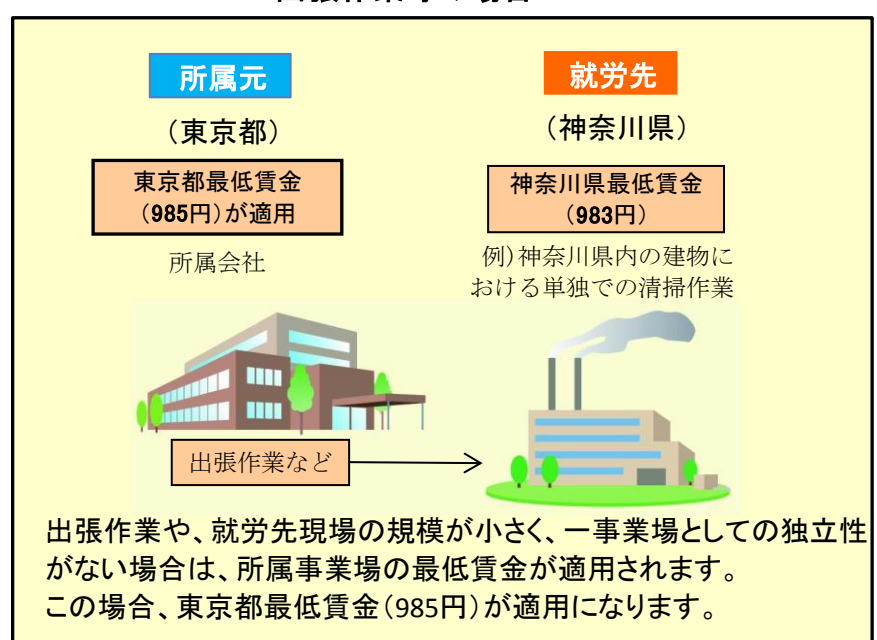 所属元
就労先
(東京都)
(神奈川県)
東京都最低賃金
(985円)が適用
神奈川県最低賃金
(983円)
所属会社
例)神奈川県内の建物に
おける単独での清掃作業
出張作業など
出張作業や、就労先現場の規模が小さく、一事業場としての独立性
がない場合は、所属事業場の最低賃金が適用されます。
この場合、東京都最低賃金(985円)が適用になります。